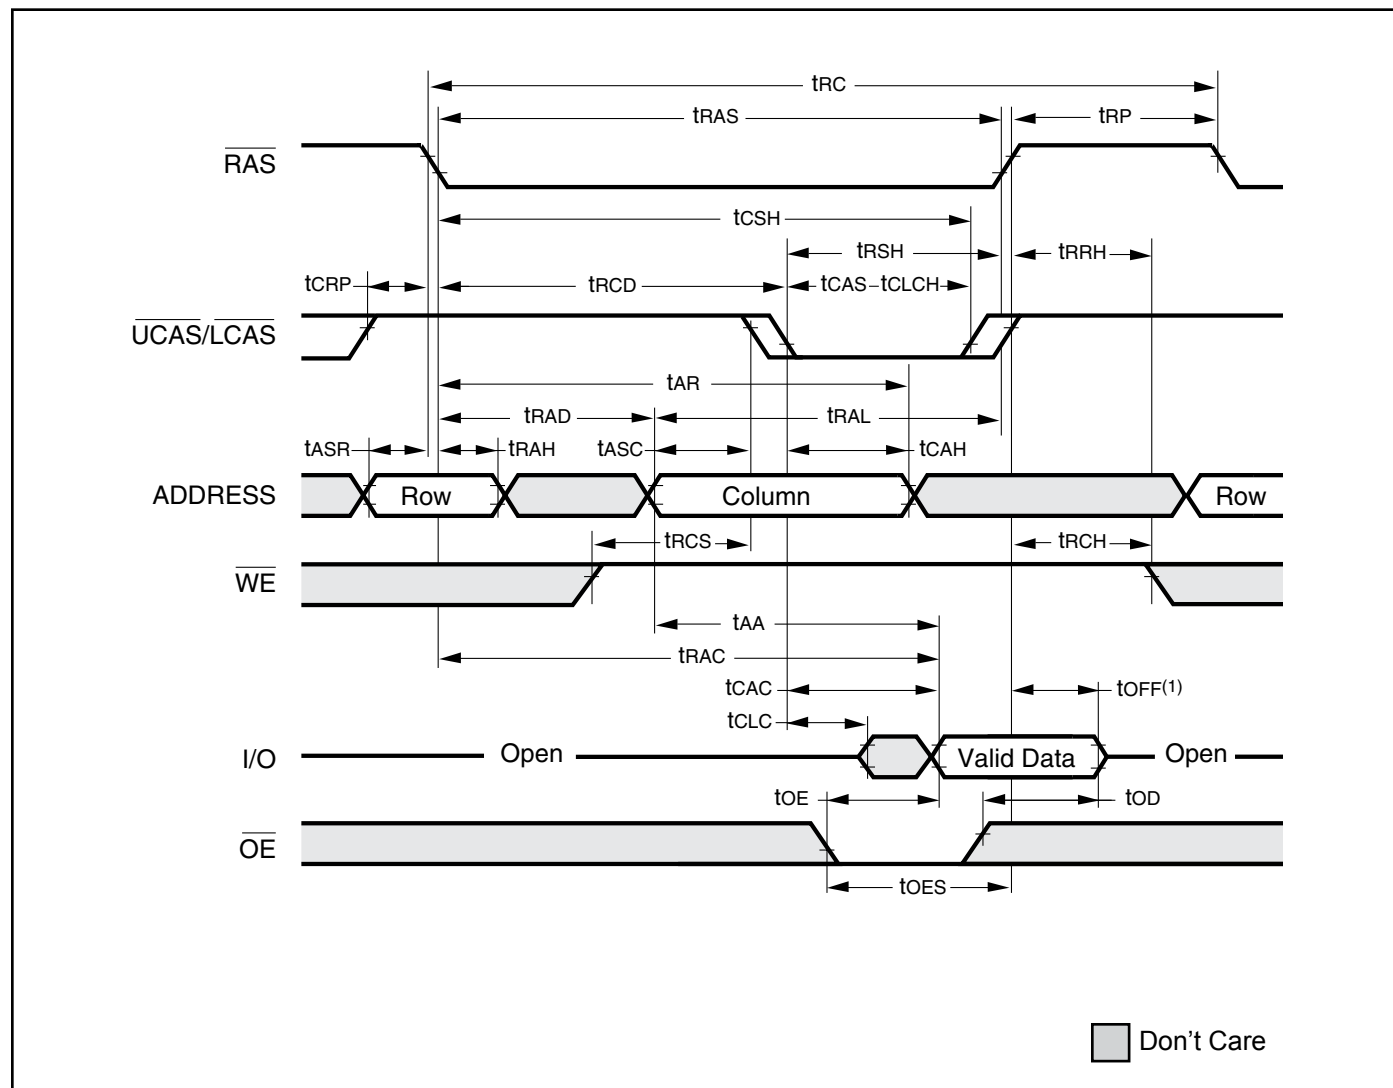 tRC
tRAS
tRP
RAS
tCSH
tRSH
tRRH
tCRP
tRCD
tCAS tCLCH
UCAS/LCAS
tAR
tRAD
tRAL
tASR
tRAH
tASC
tCAH
ADDRESS
Row
Column
Row
tRCS
tRCH
WE
tAA
tRAC
tCAC
tOFF(1)
tCLC
I/O
Open
Valid Data
Open
tOE
tOD
OE
tOES
Don't Care